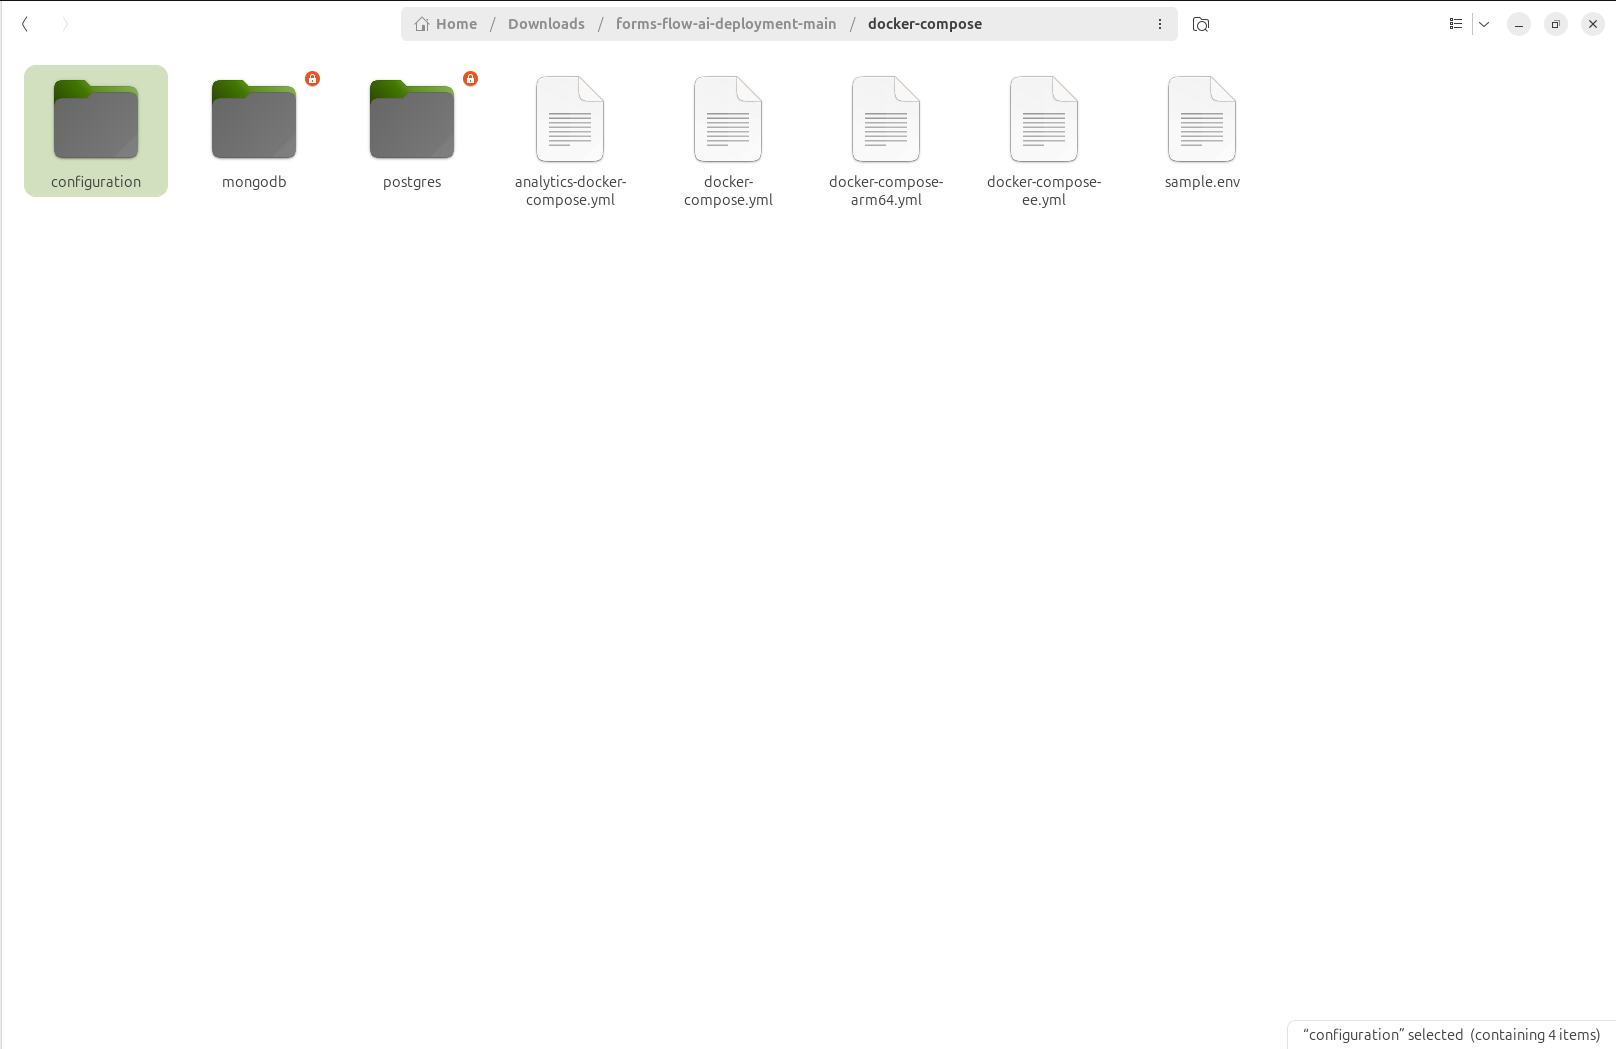 Home / Downloads / forms-flow-ai-deployment-main / docker-compose
configuration
mongodb
postgres
analytics-docker-
compose.yml
docker-
compose.yml
docker-compose-
arm64.yml
docker-compose-
ee.yml
sample.env
“configuration” selected (containing 4 items)